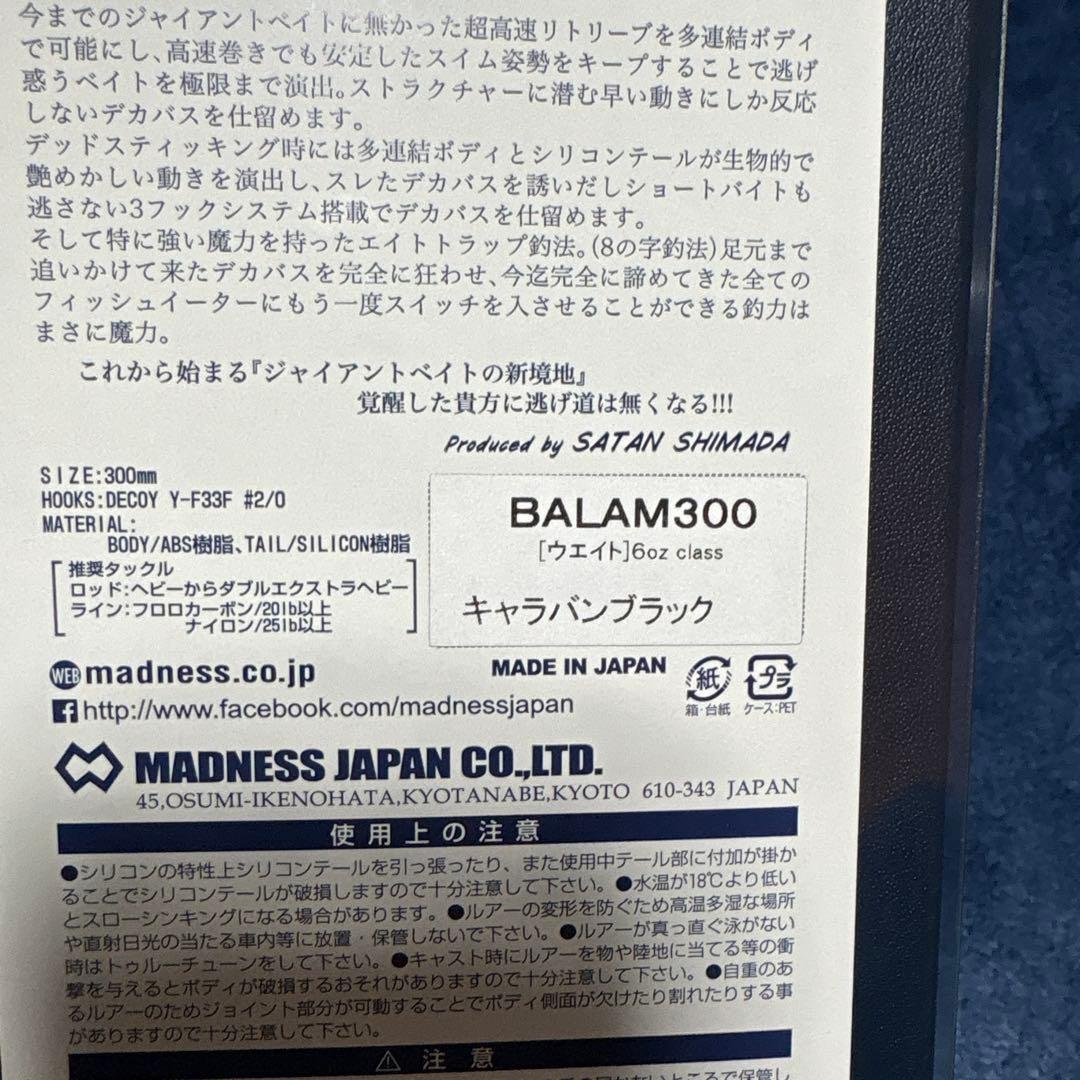 今までのジャイアントベイトに無かった超高速リトリーブを多連結ボディ
で可能にし、高速巻きでも安定したスイム姿勢をキープすることで逃げ
惑うベイトを極限まで演出。ストラクチャーに潜む早い動きにしか反応
しないデカバスを仕留めます。
デッドスティッキング時には多連結ボディとシリコンテールが生物的で
艶めかしい動きを演出し、スレたデカバスを誘いだしショートバイトも
逃さない3フックシステム搭載でデカバスを仕留めます。
そして特に強い魔力を持ったエイトトラップ釣法。(8の字釣法)足元まで
追いかけて来たデカバスを完全に狂わせ、今迄完全に諦めてきた全ての
フィッシュイーターにもう一度スイッチを入させることができる釣力は
まさに魔力。
これから始まる『ジャイアントベイトの新境地』
覚醒した貴方に逃げ道は無くなる!!!
Produced by SATAN SHIMADA
SIZE:300mm
HOOKS:DECOY Y-F33F #2/0
MATERIAL:
BODY/ABS樹脂、TAIL/SILICON樹脂
推奨タックル
ロッド:ヘビーからダブルエクストラヘビー
ライン:フロロカーボン/20lb以上
ナイロン/25lb以上
BALAM300
[ウエイト]6oz class
キャラバンブラック
WEB madness.co.jp
MADE IN JAPAN
紙
箱・台紙
プラ
ケース:PET
f http://www.facebook.com/madnessjapan
MADNESS JAPAN CO.,LTD.
45,OSUMI-IKENOHATA,KYOTANABE,KYOTO 610-343 JAPAN
使用上の注意
●シリコンの特性上シリコンテールを引っ張ったり、また使用中テール部に付加が掛か
ることでシリコンテールが破損しますので十分注意して下さい。●水温が18℃より低い
とスローシンキングになる場合があります。●ルアーの変形を防ぐため高温多湿な場所
や直射日光の当たる車内等に放置・保管しないで下さい。●ルアーが真っ直ぐ泳がない
時はトゥルーチューンをして下さい。●キャスト時にルアーを物や陸地に当てる等の衝
撃を与えるとボディが破損するおそれがありますので十分注意して下さい。●自重のあ
るルアーのためジョイント部分が可動することでボディ側面が欠けたり割れたりする事
がありますので十分注意して下さい。
⚠ 注意